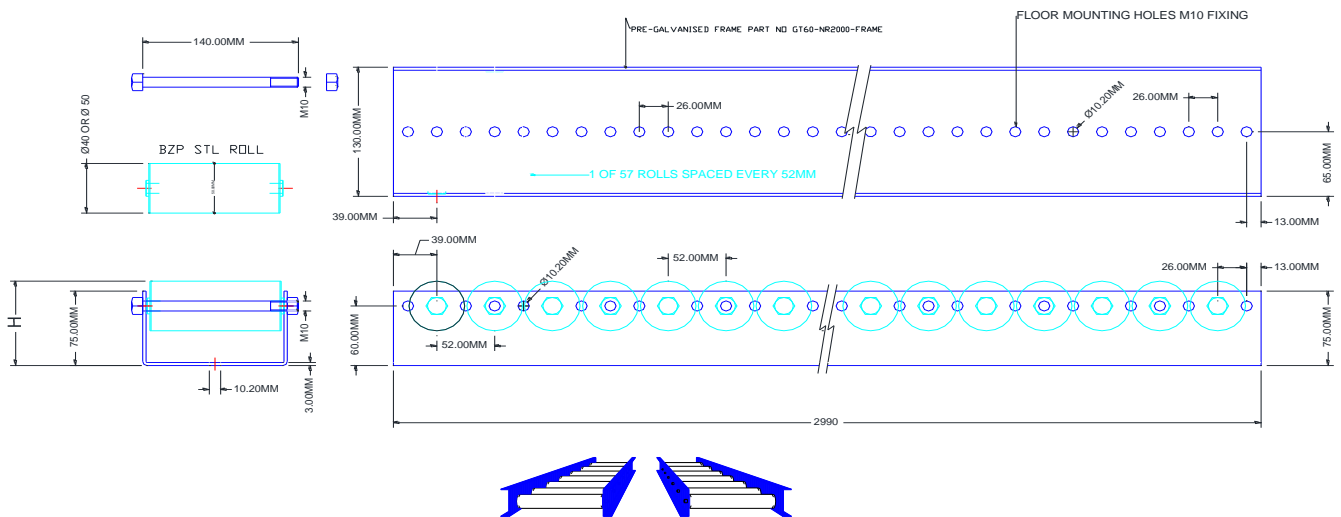 140.00MM
M10
PRE-GALVANISED FRAME PART NO GT60-NR2000-FRAME
FLOOR MOUNTING HOLES M10 FIXING
Ø40 OR Ø 50
BZP STL ROLL
130.00MM
26.00MM
Ø10.20MM
26.00MM
65.00MM
1 OF 57 ROLLS SPACED EVERY 52MM
39.00MM
13.00MM
39.00MM
Ø10.20MM
52.00MM
26.00MM
13.00MM
H
75.00MM
M10
10.20MM
3.00MM
60.00MM
52.00MM
75.00MM
2990